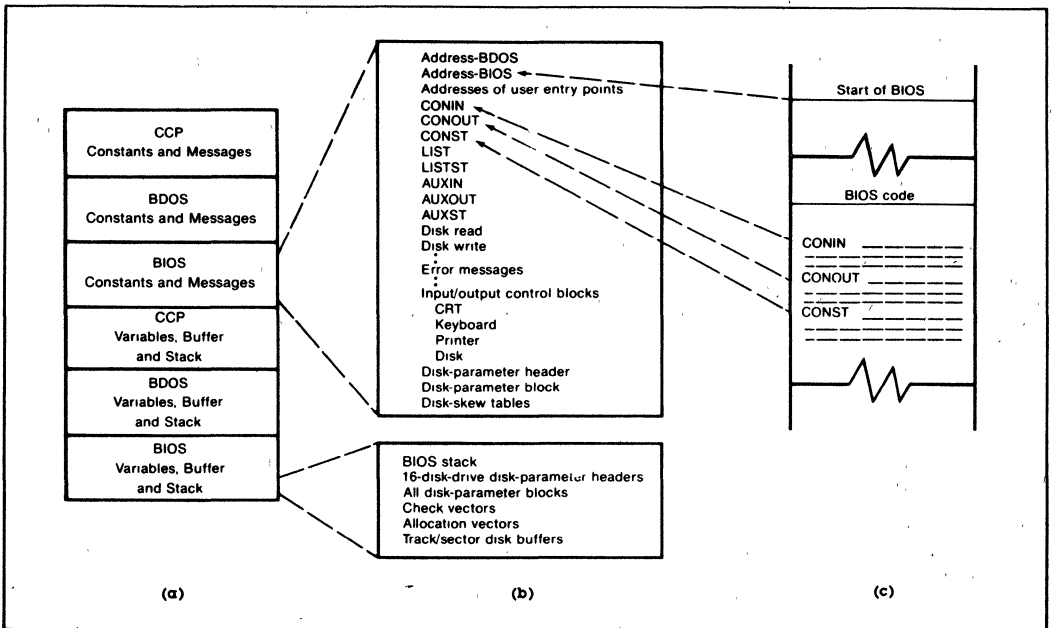 CCP
Constants and Messages
BDOS
Constants and Messages
BIOS
Constants and Messages
CCP
Variables, Buffer
and Stack
BDOS
Variables, Buffer
and Stack
BIOS
Variables, Buffer
and Stack
(a)
Address-BDOS
Address-BIOS
Addresses of user entry points
CONIN
CONOUT
CONST
LIST
LISTST
AUXIN
AUXOUT
AUXST
Disk read
Disk write
Error messages
Input/output control blocks
CRT
Keyboard
Printer
Disk
Disk-parameter header
Disk-parameter block
Disk-skew tables
BIOS stack
16-disk-drive disk-parameter headers
All disk-parameter blocks
Check vectors
Allocation vectors
Track/sector disk buffers
(b)
Start of BIOS
BIOS code
CONIN
CONOUT
CONST
(c)